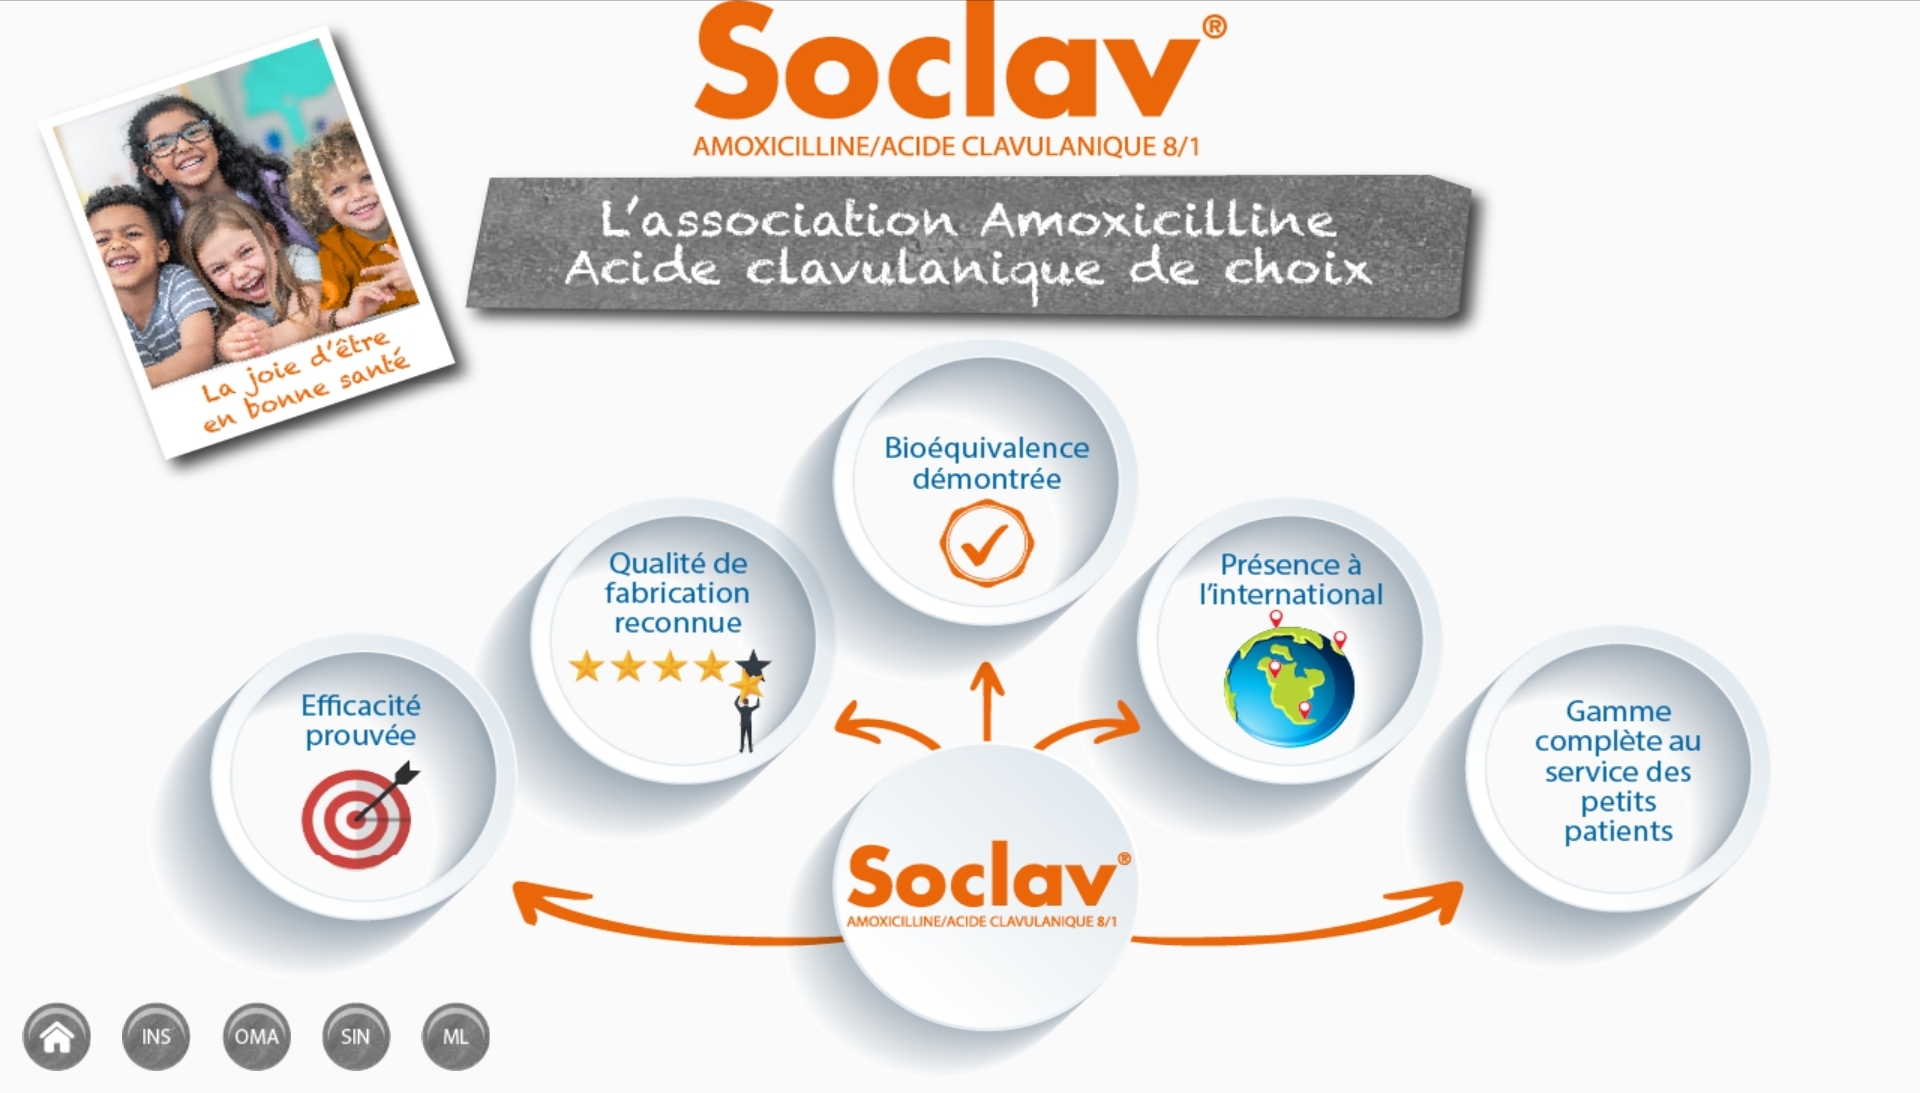 Soclav®
AMOXICILLINE/ACIDE CLAVULANIQUE 8/1
L'association Amoxicilline
Acide clavulanique de choix
La joie d'être
en bonne santé
Bioéquivalence
démontrée
Qualité de
fabrication
reconnue
Présence à
l'international
Efficacité
prouvée
Gamme
complète au
service des
petits
patients
Soclav®
AMOXICILLINE/ACIDE CLAVULANIQUE 8/1
INS
OMA
SIN
ML